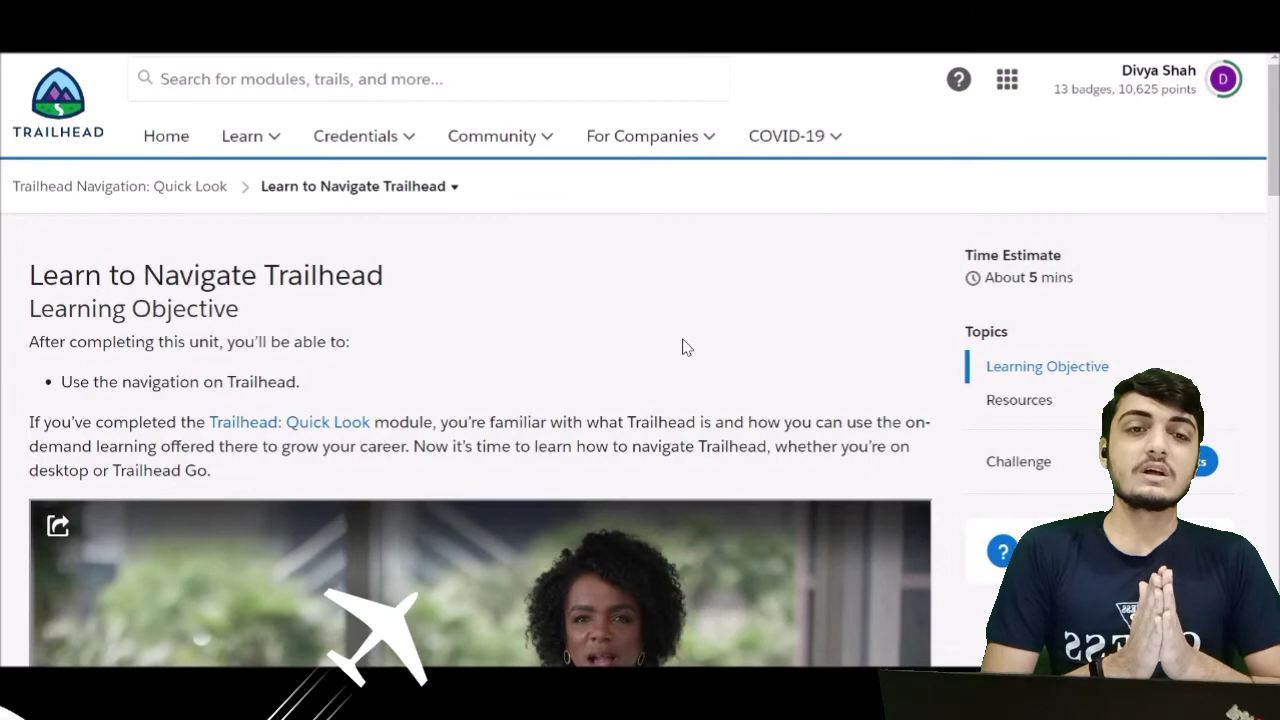 Search for modules, trails, and more...
?
Divya Shah
13 badges, 10,625 points
D
TRAILHEAD
Home
Learn
Credentials
Community
For Companies
COVID-19
Trailhead Navigation: Quick Look
Learn to Navigate Trailhead
Learn to Navigate Trailhead
Learning Objective
After completing this unit, you'll be able to:
• Use the navigation on Trailhead.
If you've completed the Trailhead: Quick Look module, you're familiar with what Trailhead is and how you can use the on-
demand learning offered there to grow your career. Now it's time to learn how to navigate Trailhead, whether you're on
desktop or Trailhead Go.
Time Estimate
About 5 mins
Topics
Learning Objective
Resources
Challenge
?